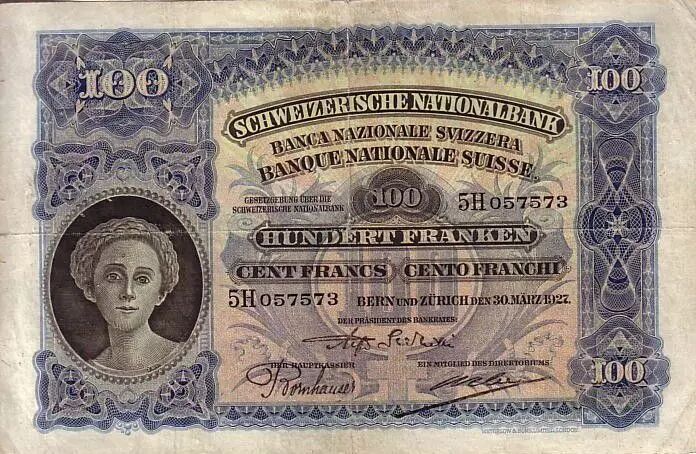 100
100
SCHWEIZERISCHE NATIONALBANK
BANCA NAZIONALE SVIZZERA
BANQUE NATIONALE SUISSE.
GESETZGEBUNG ÜBER DIE
SCHWEIZERISCHE NATIONALBANK
100
5H 057573
HUNDERT FRANKEN
CENT FRANCS
CENTO FRANCHI
5H 057573
BERN UND ZÜRICH DEN 30. MÄRZ 1927.
DER PRÄSIDENT DES BANKRATES:
DER HAUPTKASSIER
EIN MITGLIED DES DIREKTORIUMS
Bornhauser
100